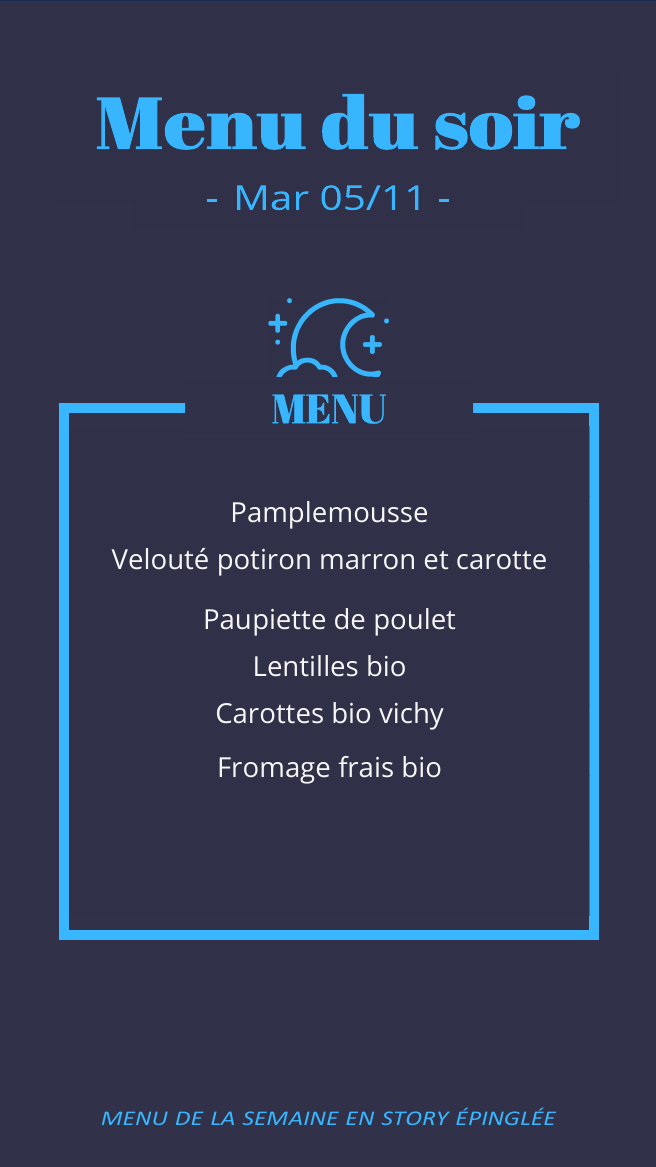 Menu du soir
- Mar 05/11 -
MENU
Pamplemousse
Velouté potiron marron et carotte
Paupiette de poulet
Lentilles bio
Carottes bio vichy
Fromage frais bio
MENU DE LA SEMAINE EN STORY ÉPINGLÉE